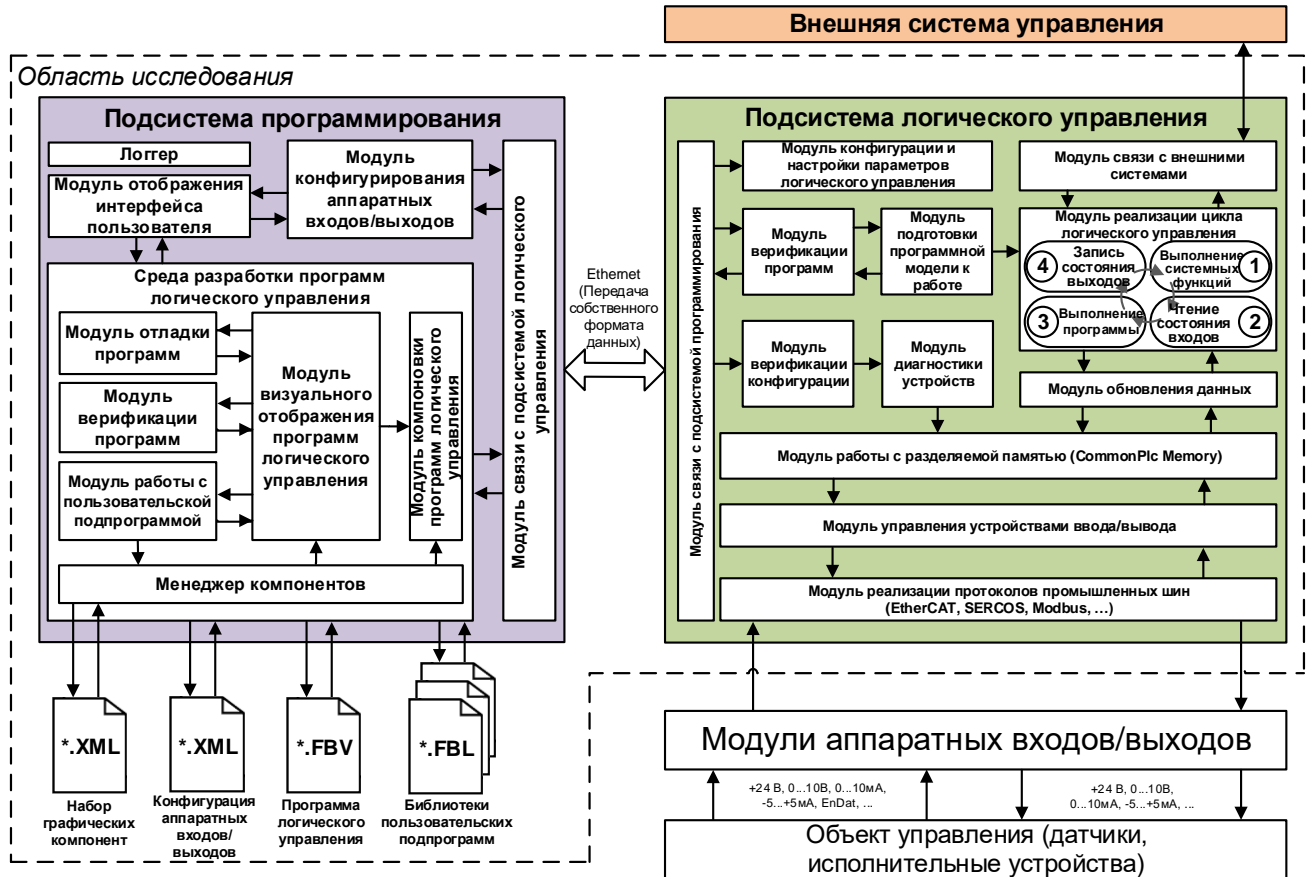 Внешняя система управления
Область исследования
Подсистема программирования
Логгер
Модуль отображения
интерфейса
пользователя
Модуль
конфигурирования
аппаратных
входов/выходов
Среда разработки программ
логического управления
Модуль отладки
программ
Модуль
верификации
программ
Модуль работы с
пользовательской
подпрограммой
Модуль
визуального
отображения
программ
логического
управления
Модуль компоновки
программ логического
управления
Менеджер компонентов
Модуль связи с подсистемой логического
управления
*.XML
Набор
графических
компонент
*.XML
Конфигурация
аппаратных
входов/
выходов
*.FBV
Программа
логического
управления
*.FBL
Библиотеки
пользовательских
подпрограмм
Ethernet
(Передача
собственного
формата
данных)
Подсистема логического управления
Модуль связи с подсистемой программирования
Модуль конфигурации и
настройки параметров
логического управления
Модуль связи с внешними
системами
Модуль
верификации
программ
Модуль
подготовки
программной
модели к
работе
Модуль реализации цикла
логического управления
4
Запись
состояния
выходов
Выполнение
системных
функций
1
3
Выполнение
программы
Чтение
состояния
входов
2
Модуль
верификации
конфигурации
Модуль
диагностики
устройств
Модуль обновления данных
Модуль работы с разделяемой памятью (CommonPlc Memory)
Модуль управления устройствами ввода/вывода
Модуль реализации протоколов промышленных шин
(EtherCAT, SERCOS, Modbus, ...)
Модули аппаратных входов/выходов
+24 В, 0...10В, 0...10мА,
-5...+5мА, EnDat, ...
+24 В, 0...10В,
0...10мА, -5...+5мА, ...
Объект управления (датчики,
исполнительные устройства)